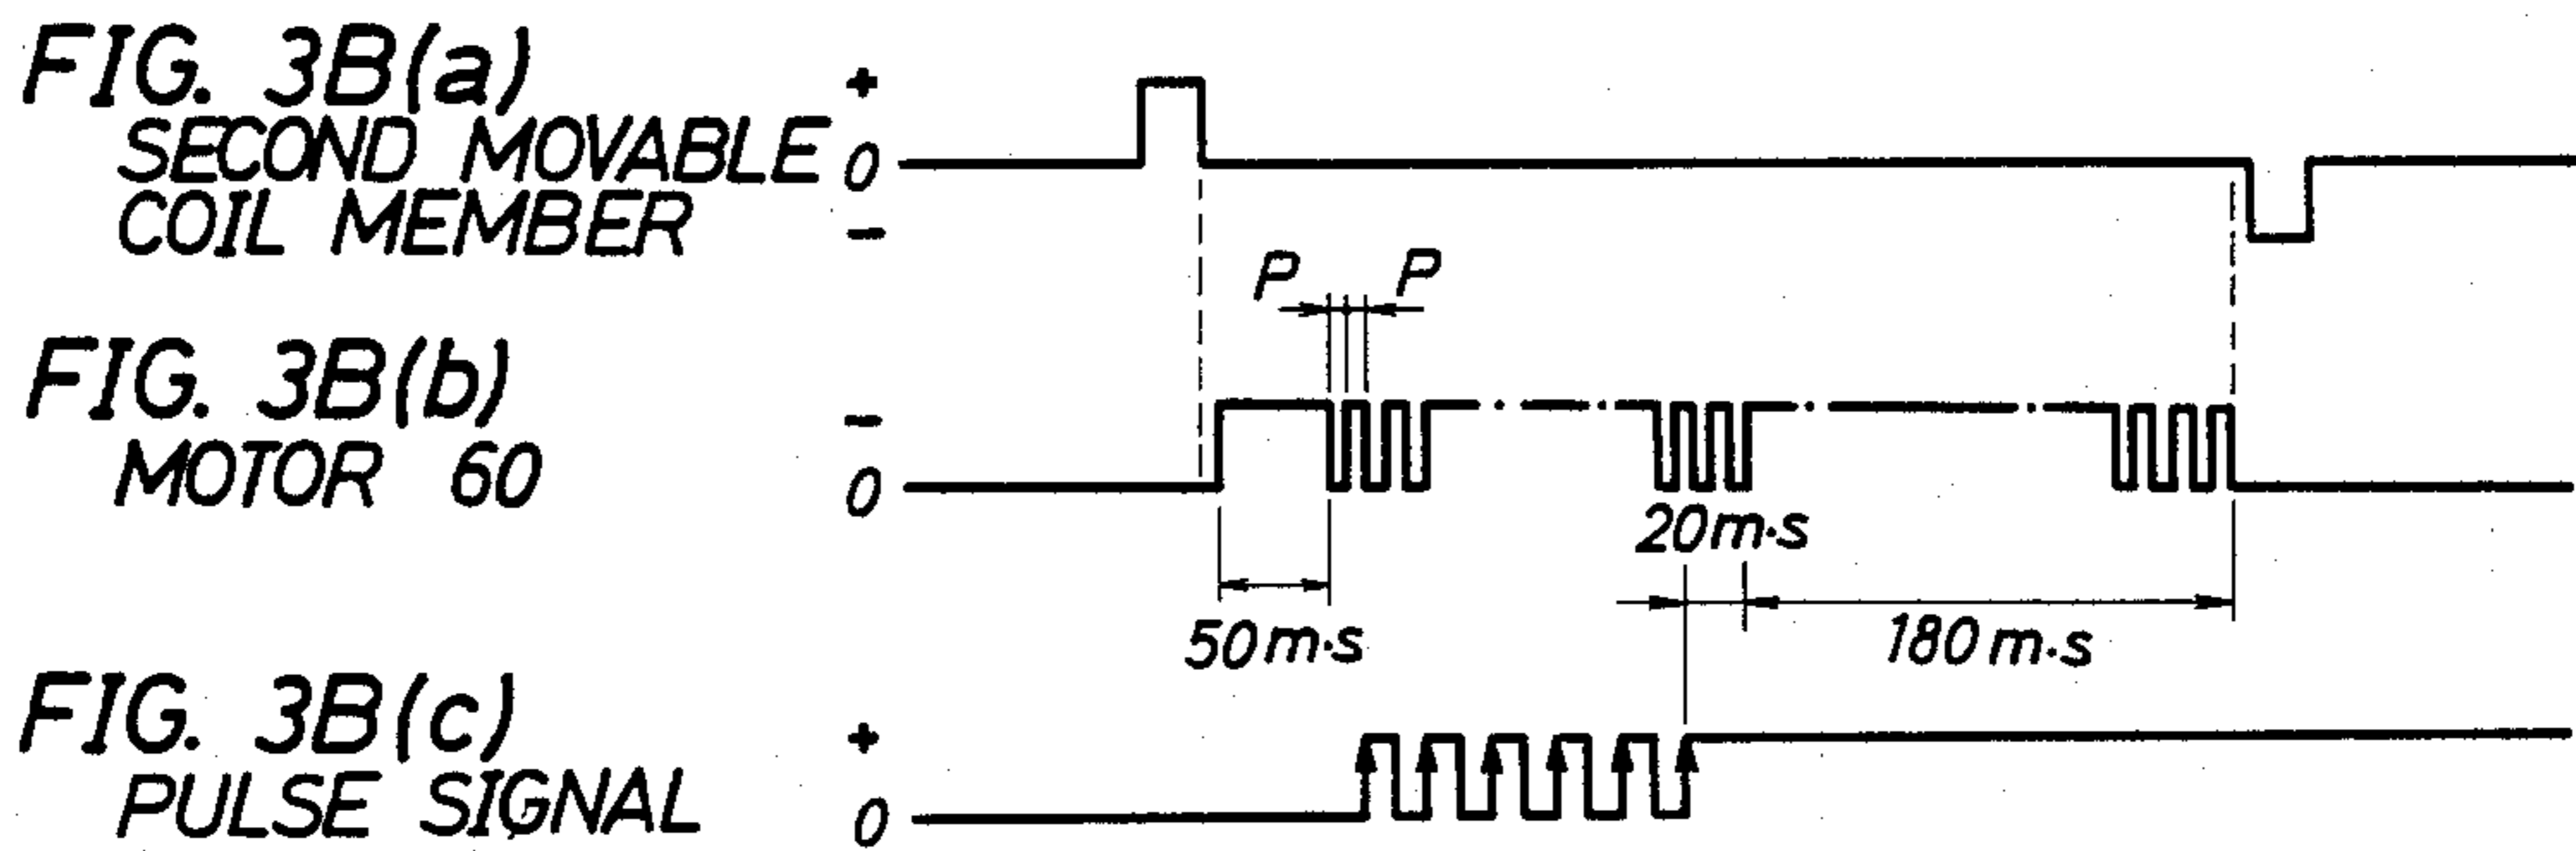 FIG. 3B(a)
SECOND MOVABLE
COIL MEMBER
+
0
−
P P
FIG. 3B(b)
MOTOR 60
−
0
20m·s
50m·s
180m·s
FIG. 3B(c)
PULSE SIGNAL
+
0